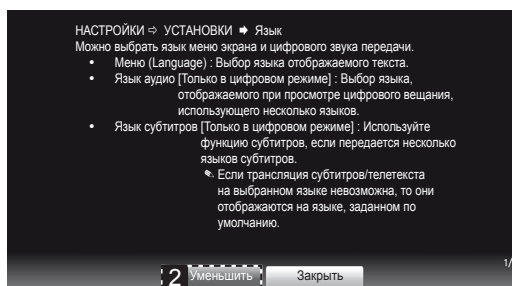 НАСТРОЙКИ ⇨ УСТАНОВКИ ➧ Язык
Можно выбрать язык меню экрана и цифрового звука передачи.
• Меню (Language) : Выбор языка отображаемого текста.
• Язык аудио [Только в цифровом режиме] : Выбор языка,
отображаемого при просмотре цифрового вещания,
использующего несколько языков.
• Язык субтитров [Только в цифровом режиме] : Используйте
функцию субтитров, если передается несколько
языков субтитров.
✎ Если трансляция субтитров/телетекста
на выбранном языке невозможна, то они
отображаются на языке, заданном по
умолчанию.
1/
2 Уменьшить Закрыть